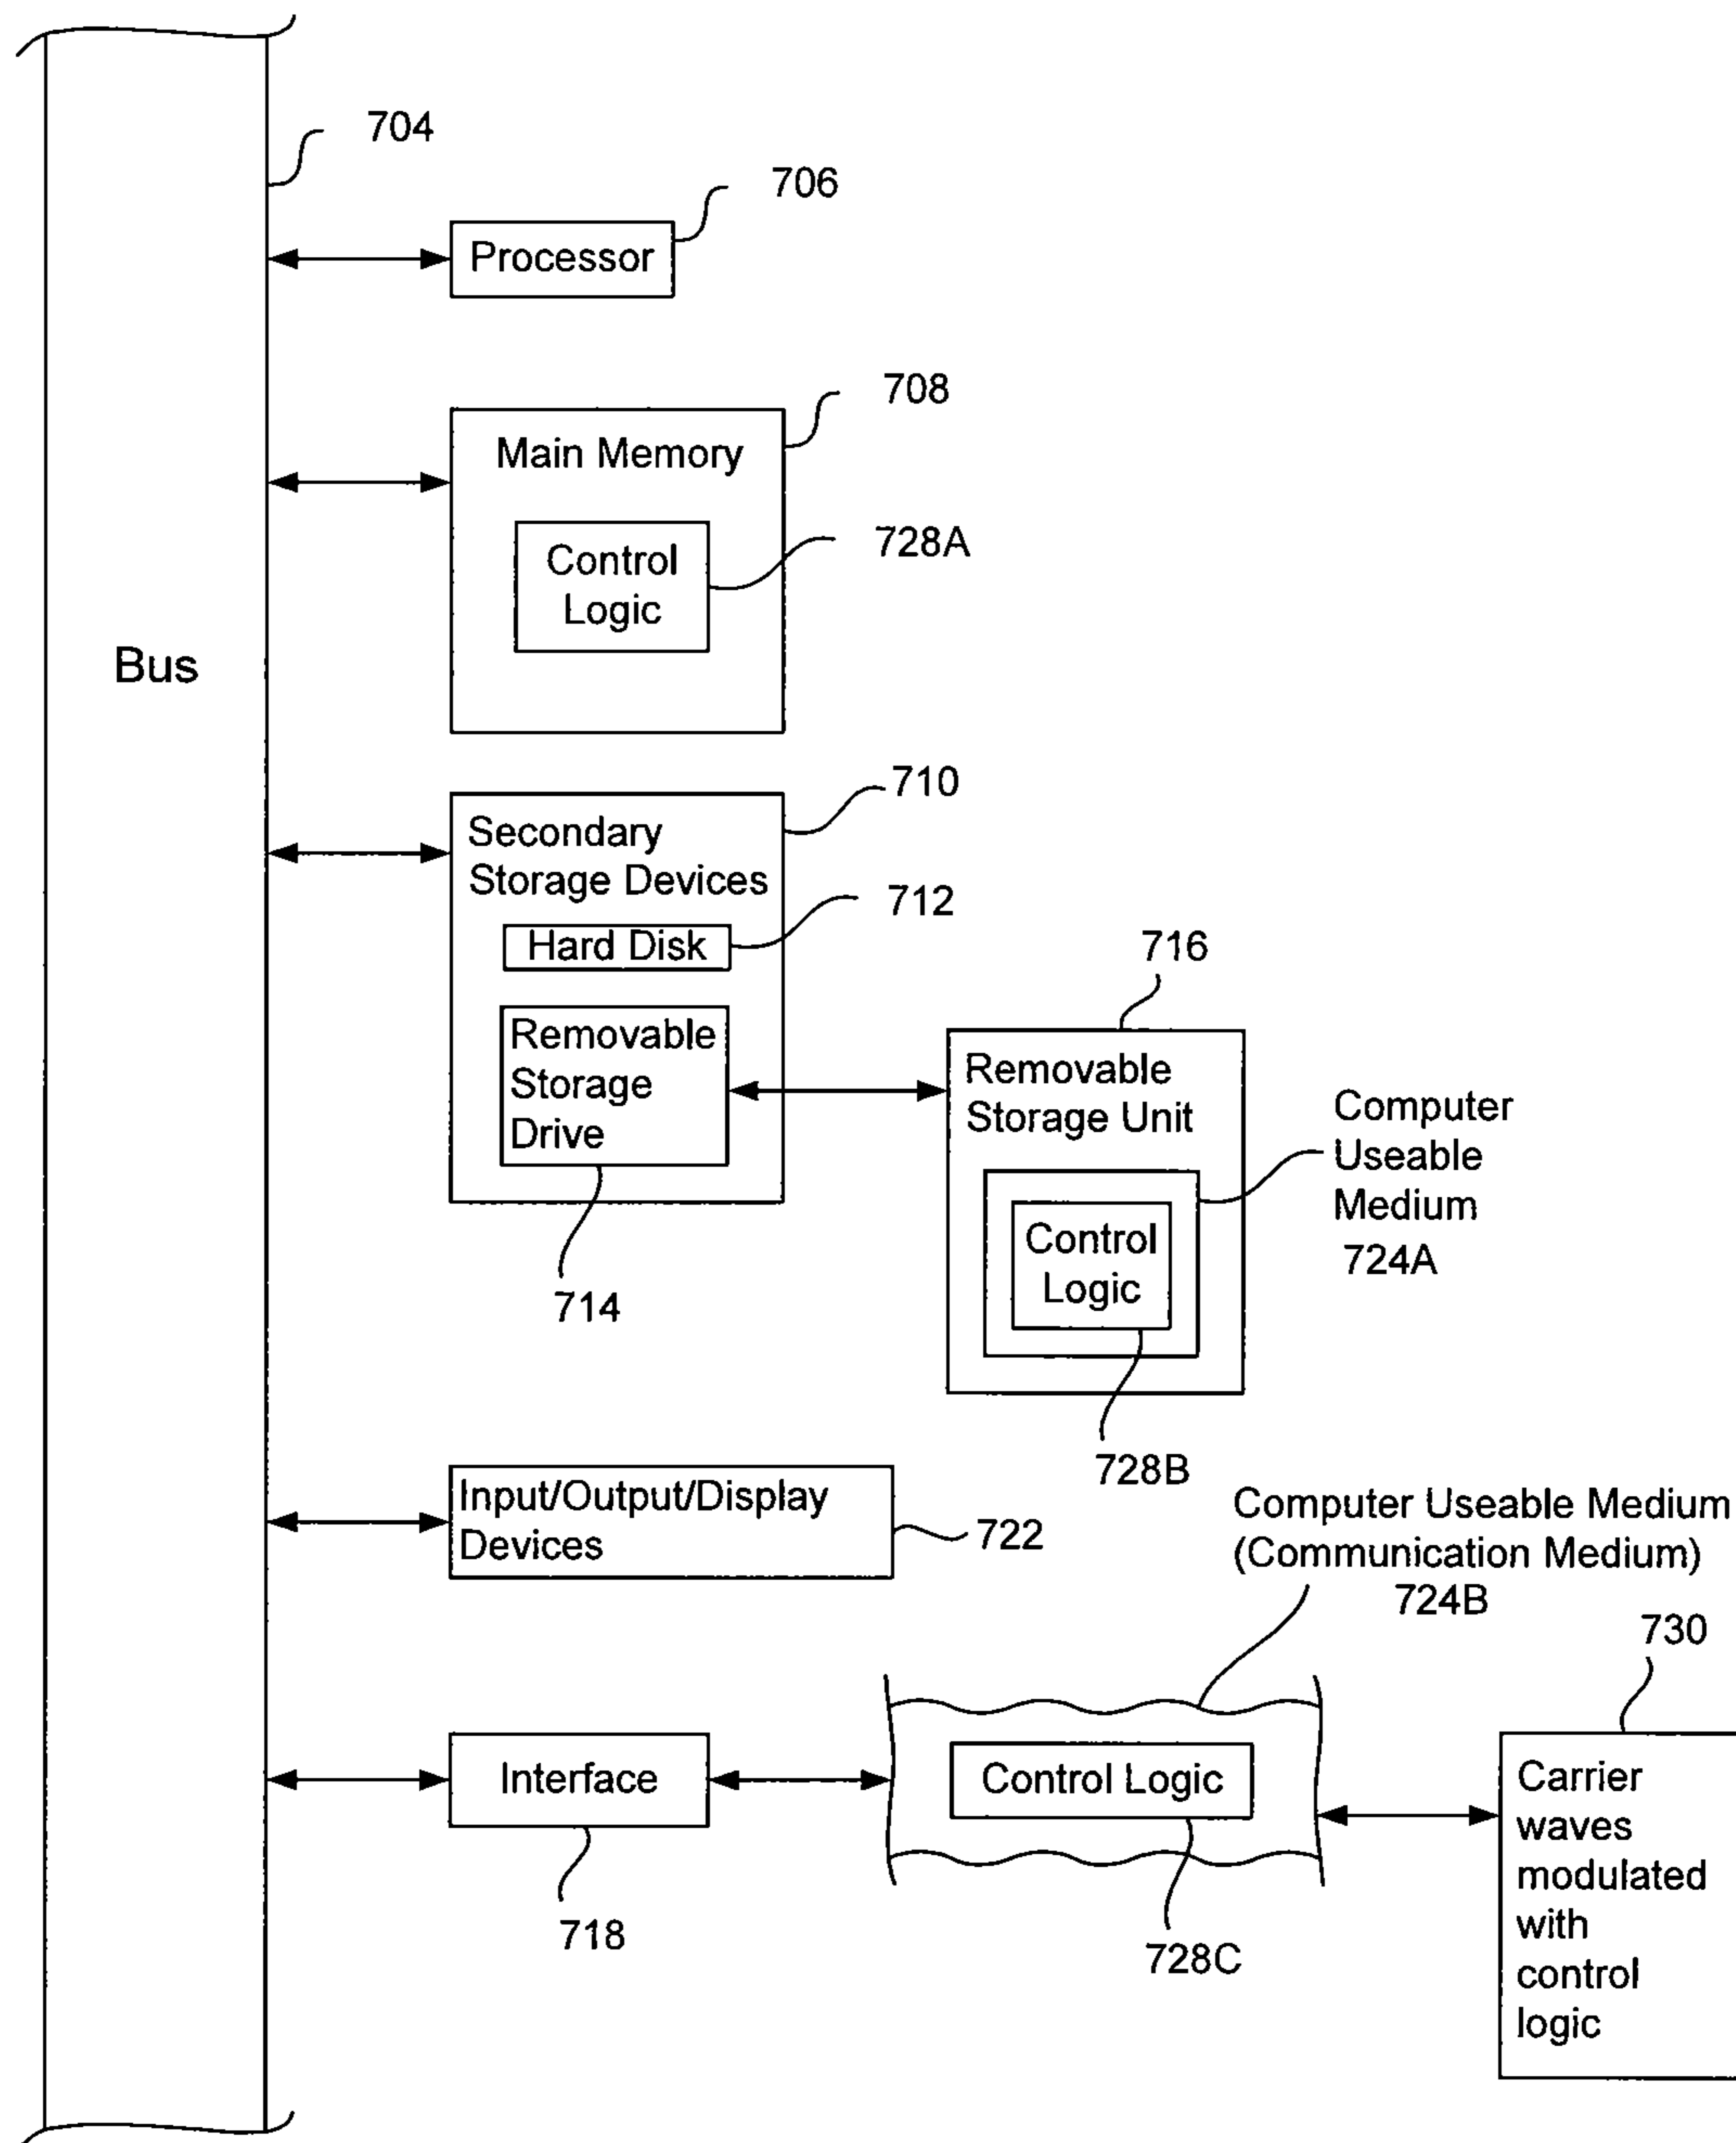 704
706
Processor
708
Main Memory
728A
Control
Logic
Bus
710
Secondary
Storage Devices
712
Hard Disk
716
Removable
Storage
Drive
714
Removable
Storage Unit
Computer
Useable
Medium
724A
Control
Logic
728B
Input/Output/Display
Devices
722
Computer Useable Medium
(Communication Medium)
724B
730
Interface
718
Control Logic
728C
Carrier
waves
modulated
with
control
logic